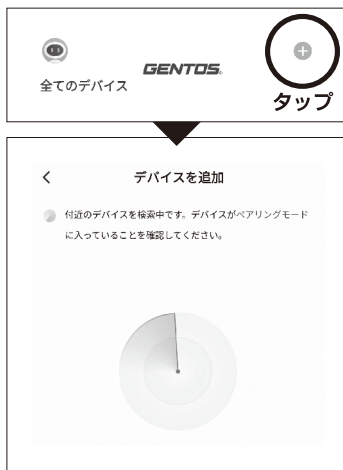 GENTOS®
全てのデバイス
タップ
デバイスを追加
付近のデバイスを検索中です。デバイスがペアリングモード
に入っていることを確認してください。